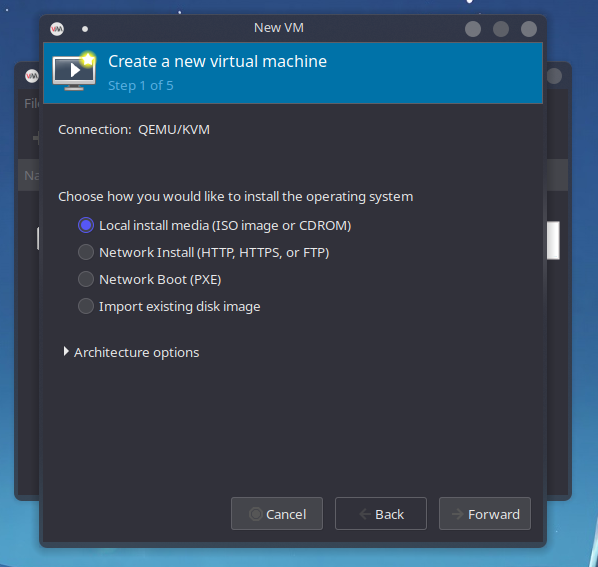 New VM
Create a new virtual machine
Step 1 of 5
File
Na
Connection: QEMU/KVM
Choose how you would like to install the operating system
Local install media (ISO image or CDROM)
Network Install (HTTP, HTTPS, or FTP)
Network Boot (PXE)
Import existing disk image
Architecture options
Cancel
Back
Forward